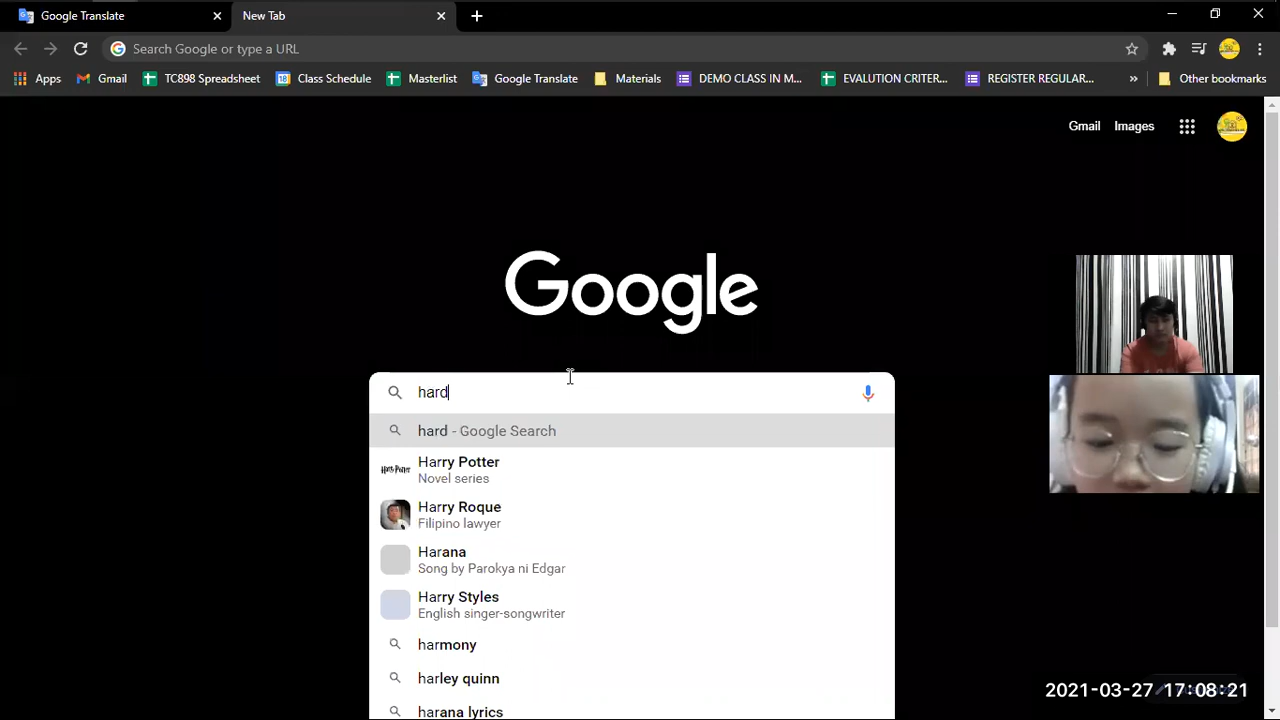 Google Translate
New Tab
Search Google or type a URL
Apps
Gmail
TC898 Spreadsheet
18
Class Schedule
Masterlist
Google Translate
Materials
DEMO CLASS IN M...
EVALUTION CRITER...
REGISTER REGULAR...
»
Other bookmarks
Gmail
Images
Google
hard
hard - Google Search
Harry Potter
Harry Potter
Novel series
Harry Roque
Filipino lawyer
Harana
Song by Parokya ni Edgar
Harry Styles
English singer-songwriter
harmony
harley quinn
harana lyrics
2021-03-27 17:08:21